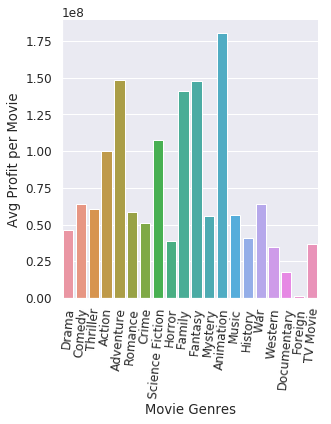 1e8
1.75
1.50
1.25
1.00
0.75
0.50
0.25
0.00
Avg Profit per Movie
Drama
Comedy
Thriller
Action
Adventure
Romance
Crime
Science Fiction
Horror
Family
Fantasy
Mystery
Animation
Music
History
War
Western
Documentary
Foreign
TV Movie
Movie Genres